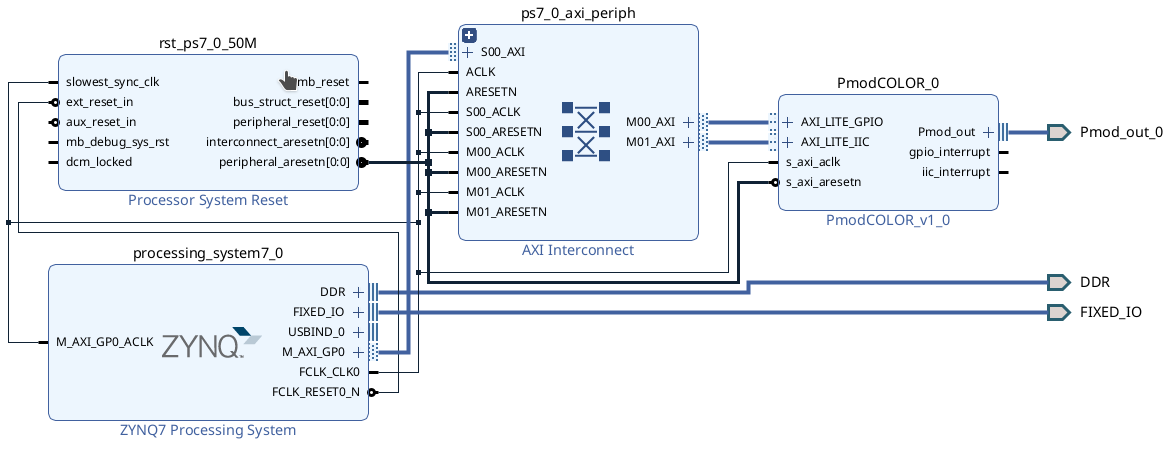 rst_ps7_0_50M
slowest_sync_clk
ext_reset_in
aux_reset_in
mb_debug_sys_rst
dcm_locked
mb_reset
bus_struct_reset[0:0]
peripheral_reset[0:0]
interconnect_aresetn[0:0]
peripheral_aresetn[0:0]
Processor System Reset
ps7_0_axi_periph
S00_AXI
ACLK
ARESETN
S00_ACLK
S00_ARESETN
M00_ACLK
M00_ARESETN
M01_ACLK
M01_ARESETN
M00_AXI
M01_AXI
AXI Interconnect
PmodCOLOR_0
AXI_LITE_GPIO
AXI_LITE_IIC
s_axi_aclk
s_axi_aresetn
Pmod_out
gpio_interrupt
iic_interrupt
PmodCOLOR_v1_0
Pmod_out_0
DDR
FIXED_IO
processing_system7_0
M_AXI_GP0_ACLK
ZYNQ
DDR
FIXED_IO
USBIND_0
M_AXI_GP0
FCLK_CLK0
FCLK_RESET0_N
ZYNQ7 Processing System